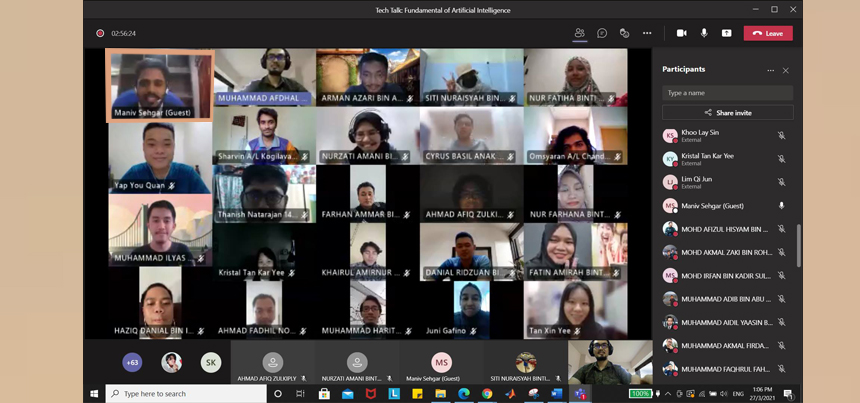 Tech Talk: Fundamental of Artificial Intelligence
02:56:24
Leave
Maniv Sehgar (Guest)
MUHAMMAD AFDHAL ...
ARMAN AZARI BIN A...
SITI NURAISYAH BIN...
NUR FATIHA BINTI ...
Yap You Quan
Sharvin A/L Kogilava...
NURZATI AMANI BI...
CYRUS BASIL ANAK...
Omsyaran A/L Chand...
MUHAMMAD ILYAS ...
Thanish Natarajan 14...
FARHAN AMMAR BI...
AHMAD AFIQ ZULKI...
NUR FARHANA BINT...
Kristal Tan Kar Yee
KHAIRUL AMIRNUR ...
DANIAL RIDZUAN BI...
FATIN AMIRAH BINT...
HAZIQ DANIAL BIN I...
AHMAD FADHIL NO...
MUHAMMAD HARIT...
Juni Gafino
Tan Xin Yee
+63
SK
AHMAD AFIQ ZULKIPLY
NURZATI AMANI BINT...
MS
Maniv Sehgar (Guest)
SITI NURAISYAH BINTI...
Participants
Type a name
Share invite
KS
Khoo Lay Sin
External
KY
Kristal Tan Kar Yee
External
LJ
Lim Qi Jun
External
MS
Maniv Sehgar (Guest)
MOHD AFIZUL HISYAM BIN ...
MOHD AKMAL ZAKI BIN ROH...
MS
MOHD IRFAN BIN KADIR SUL...
MUHAMMAD ADIB BIN ABU ...
MUHAMMAD AIDIL YAASIN B...
MUHAMMAD AKMAL FIRDA...
MUHAMMAD FAQHRUL FAH...
Type here to search
100%
ENG
1:06 PM
27/3/2021